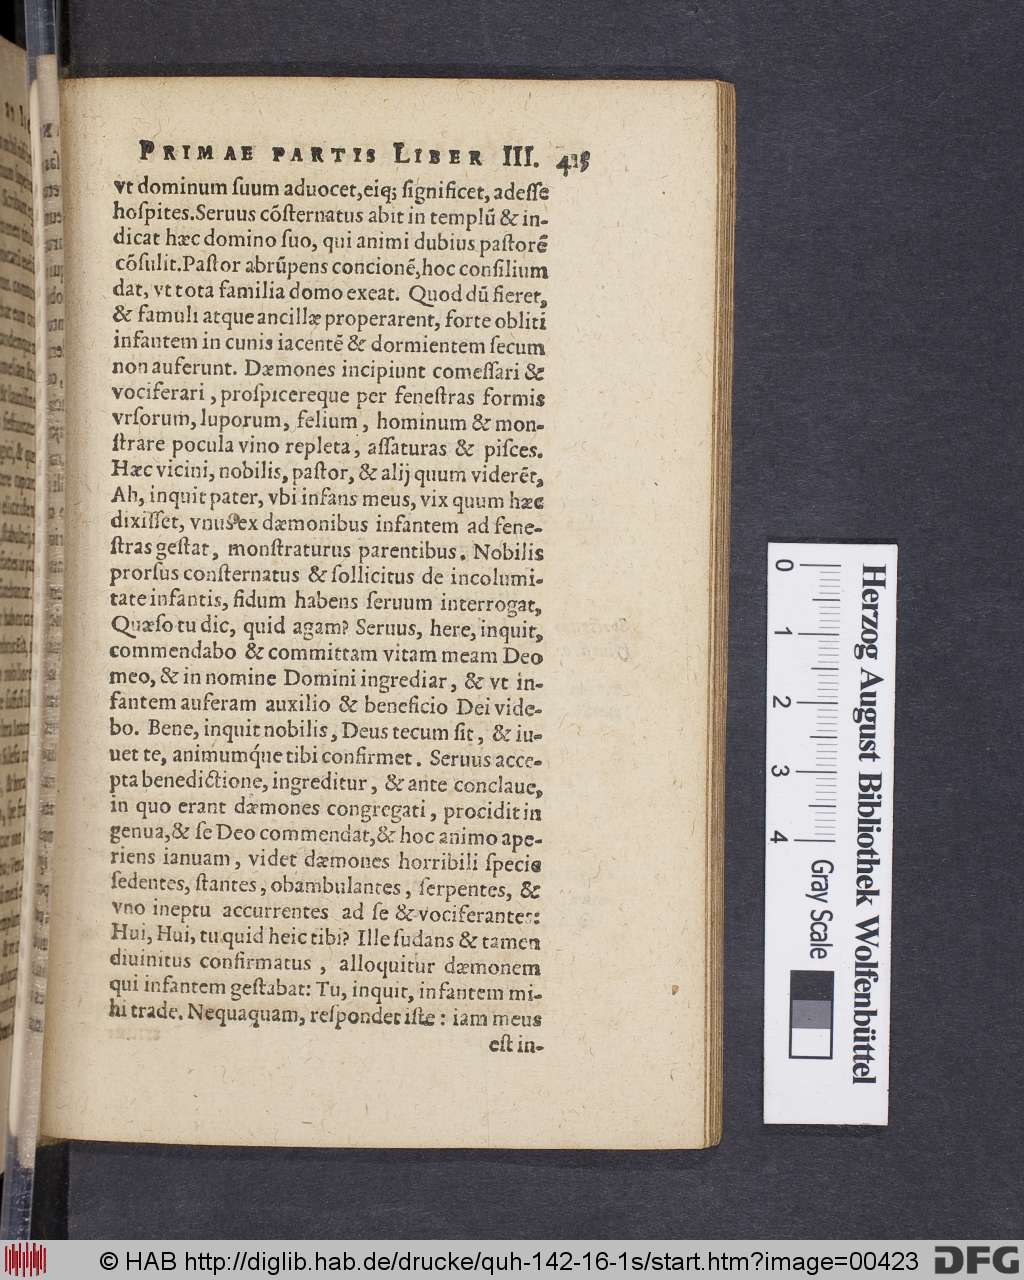 PRIMAE PARTIS LIBER III. 415
vt dominum ſuum aduocet, eiq; ſignificet, adeſſe
hoſpites. Seruus cõſternatus abit in templũ & in-
dicat hæc domino ſuo, qui animi dubius paſtorẽ
cõſulit. Paſtor abrũpens concionẽ, hoc conſilium
dat, vt tota familia domo exeat. Quod dũ fieret,
& famuli atque ancillæ properarent, forte obliti
infantem in cunis iacentẽ & dormientem ſecum
non auferunt. Dæmones incipiunt comeſſari &
vociferari, proſpicereque per feneſtras formis
vrſorum, luporum, felium, hominum & mon-
ſtrare pocula vino repleta, aſſaturas & piſces.
Hæc vicini, nobilis, paſtor, & alij quum viderẽt,
Ah, inquit pater, vbi infans meus, vix quum hæc
dixiſſet, vnus ex dæmonibus infantem ad fene-
ſtras geſtat, monſtraturus parentibus. Nobilis
prorſus conſternatus & ſollicitus de incolumi-
tate infantis, fidum habens ſeruum interrogat,
Quæſo tu dic, quid agam? Seruus, here, inquit,
commendabo & committam vitam meam Deo
meo, & in nomine Domini ingrediar, & vt in-
fantem auferam auxilio & beneficio Dei vide-
bo. Bene, inquit nobilis, Deus tecum ſit, & iu-
uet te, animumq́ue tibi confirmet. Seruus acce-
pta benedictione, ingreditur, & ante conclaue,
in quo erant dæmones congregati, procidit in
genua, & ſe Deo commendat, & hoc animo ape-
riens ianuam, videt dæmones horribili ſpecie
ſedentes, ſtantes, obambulantes, ſerpentes, &
vno ineptu accurrentes ad ſe & vociferantes:
Hui, Hui, tu quid heic tibi? Ille ſudans & tamen
diuinitus confirmatus, alloquitur dæmonem
qui infantem geſtabat: Tu, inquit, infantem mi-
hi trade. Nequaquam, reſpondet iſte: iam meus
eſt in-
0 1 2 3 4
Gray Scale
Herzog August Bibliothek Wolfenbüttel
© HAB http://diglib.hab.de/drucke/quh-142-16-1s/start.htm?image=00423
DFG